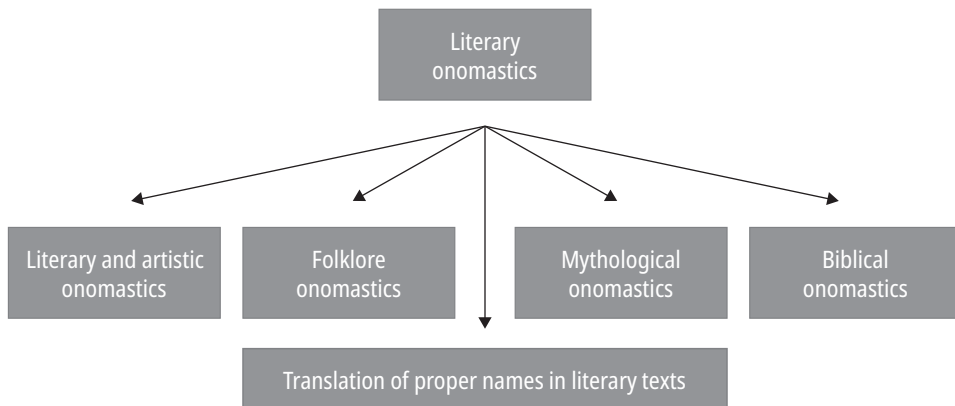 Literary
onomastics
Literary and artistic
onomastics
Folklore
onomastics
Mythological
onomastics
Biblical
onomastics
Translation of proper names in literary texts